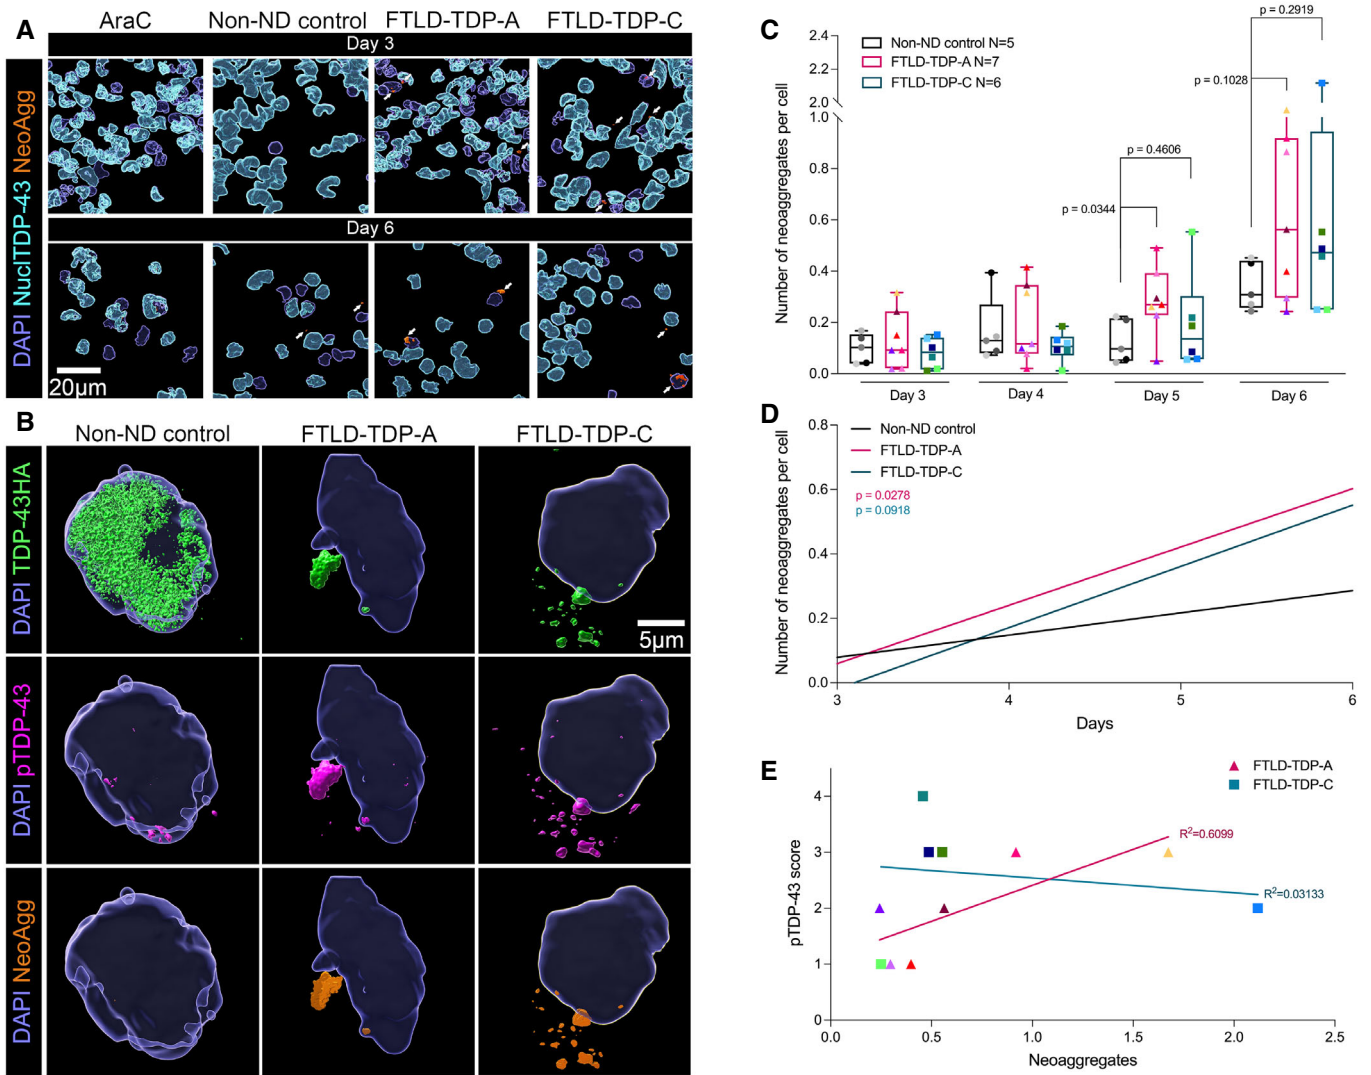 A
AraC
Non-ND control
FTLD-TDP-A
FTLD-TDP-C
Day 3
DAPI NuclTDP-43 NeoAgg
Day 6
20µm
B
Non-ND control
FTLD-TDP-A
FTLD-TDP-C
DAPI TDP-43HA
5µm
DAPI pTDP-43
DAPI NeoAgg
C
Number of neoaggregates per cell
2.4
2.2
2.0
1.0
0.8
0.6
0.4
0.2
0.0
Non-ND control N=5
FTLD-TDP-A N=7
FTLD-TDP-C N=6
p = 0.0344
p = 0.4606
p = 0.1028
p = 0.2919
Day 3
Day 4
Day 5
Day 6
D
Number of neoaggregates per cell
0.8
0.6
0.4
0.2
0.0
Non-ND control
FTLD-TDP-A
FTLD-TDP-C
p = 0.0278
p = 0.0918
3
4
5
6
Days
E
pTDP-43 score
4
3
2
1
0
FTLD-TDP-A
FTLD-TDP-C
R²=0.6099
R²=0.03133
0.0
0.5
1.0
1.5
2.0
2.5
Neoaggregates